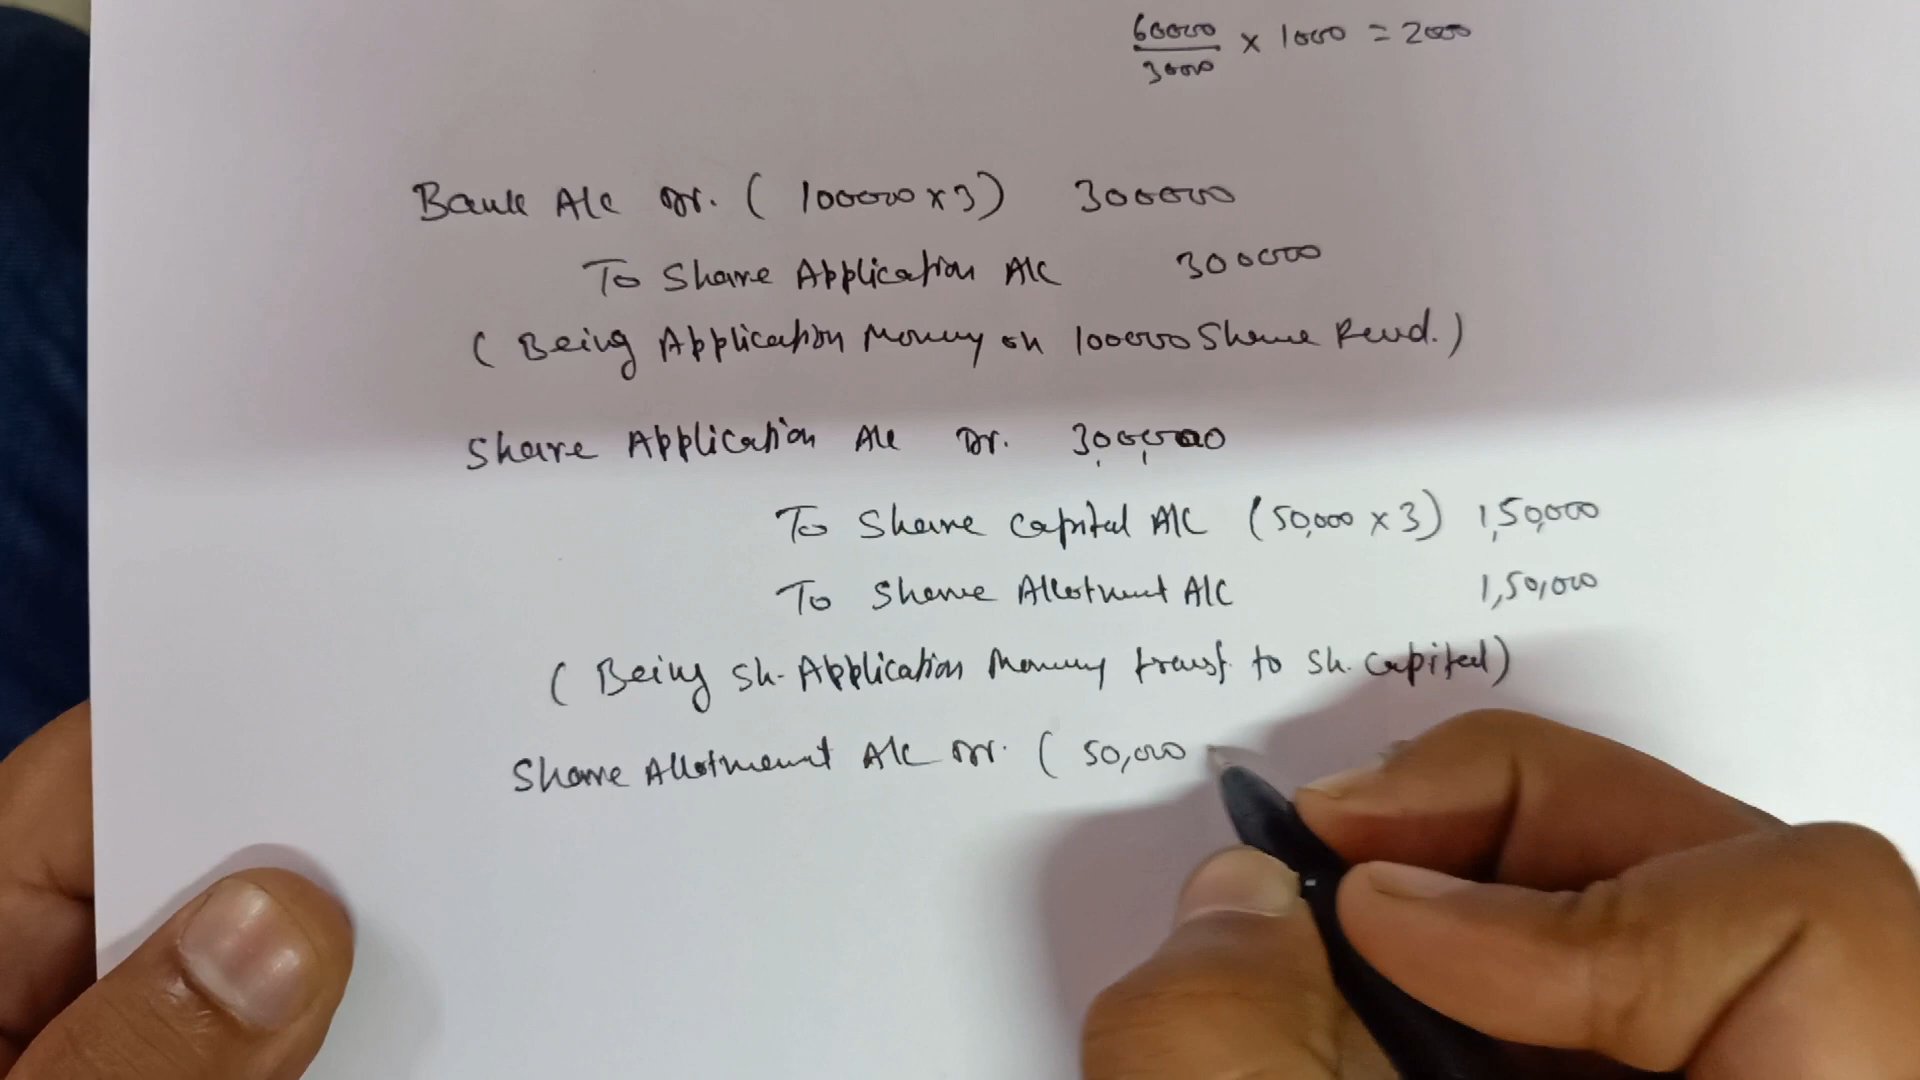 60000/3000 × 1000 = 2000
Bank A/c Dr. ( 100000 × 3 ) 300000
To Share Application A/c 300000
( Being Application Money on 100000 Share Recvd. )
Share Application A/c Dr. 3,00,000
To Share Capital A/c ( 50,000 × 3 ) 1,50,000
To Share Allotment A/c 1,50,000
( Being Sh. Application Money transf. to Sh. Capital )
Share Allotment A/c Dr. ( 50,000